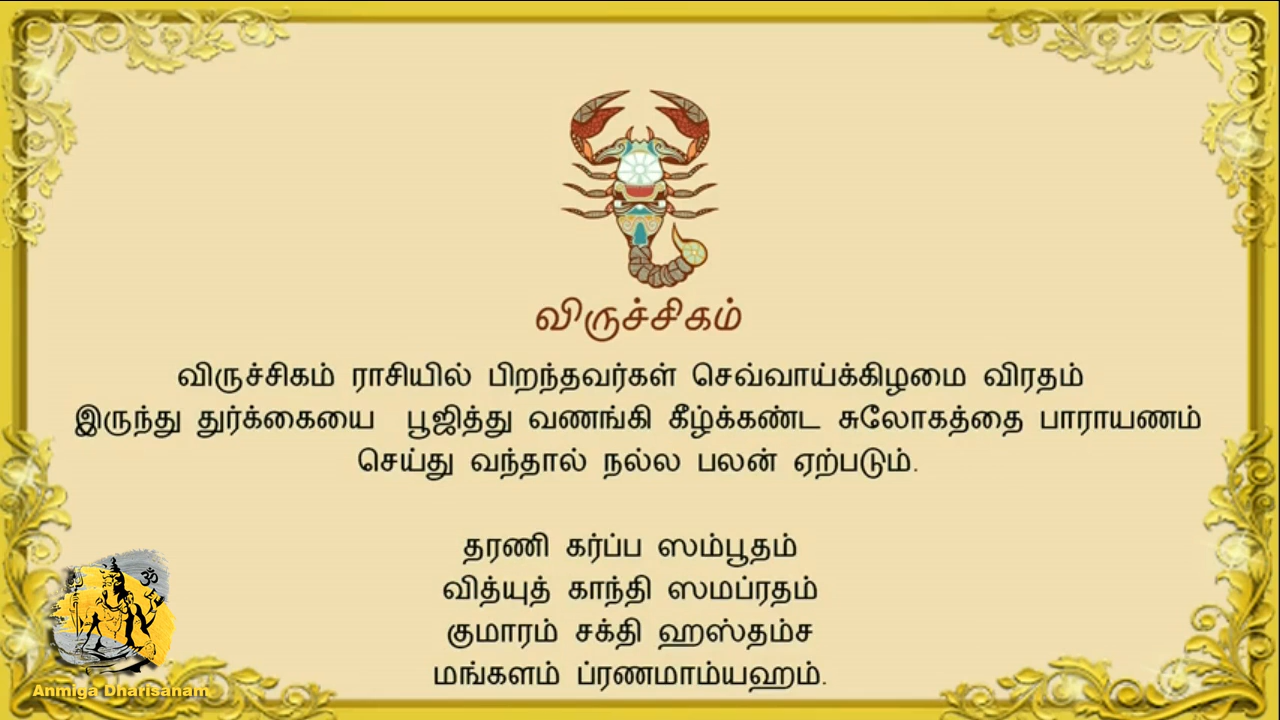 விருச்சிகம்
விருச்சிகம் ராசியில் பிறந்தவர்கள் செவ்வாய்க்கிழமை விரதம்
இருந்து துர்க்கையை பூஜித்து வணங்கி கீழ்க்கண்ட சுலோகத்தை பாராயணம்
செய்து வந்தால் நல்ல பலன் ஏற்படும்.
தரணி கர்ப்ப ஸம்பூதம்
வித்யுத் காந்தி ஸமப்ரதம்
குமாரம் சக்தி ஹஸ்தம்ச
மங்களம் ப்ரணமாம்யஹம்.
ॐ
Anmiga Dharisanam